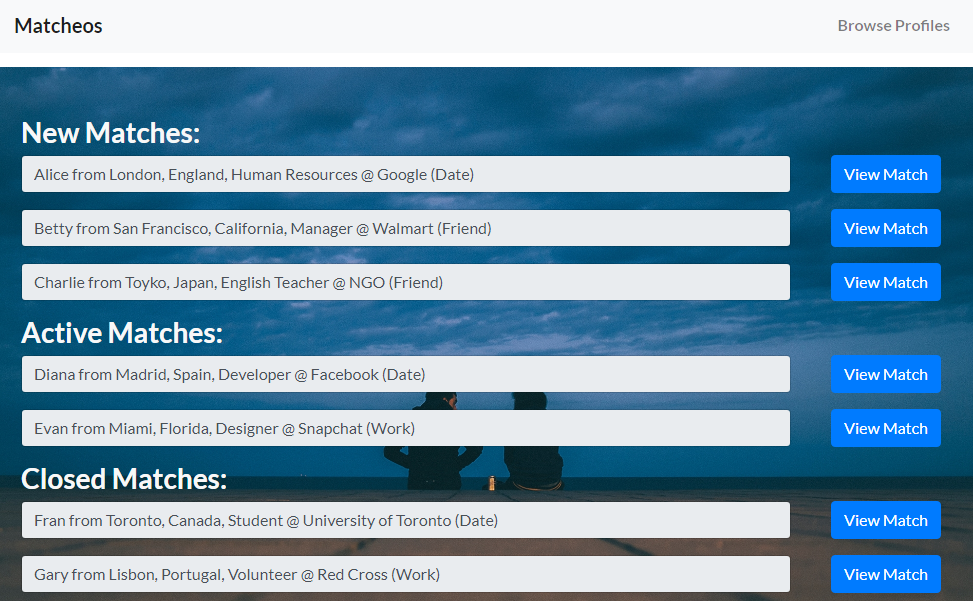 Matcheos
Browse Profiles
New Matches:
Alice from London, England, Human Resources @ Google (Date)
View Match
Betty from San Francisco, California, Manager @ Walmart (Friend)
View Match
Charlie from Toyko, Japan, English Teacher @ NGO (Friend)
View Match
Active Matches:
Diana from Madrid, Spain, Developer @ Facebook (Date)
View Match
Evan from Miami, Florida, Designer @ Snapchat (Work)
View Match
Closed Matches:
Fran from Toronto, Canada, Student @ University of Toronto (Date)
View Match
Gary from Lisbon, Portugal, Volunteer @ Red Cross (Work)
View Match